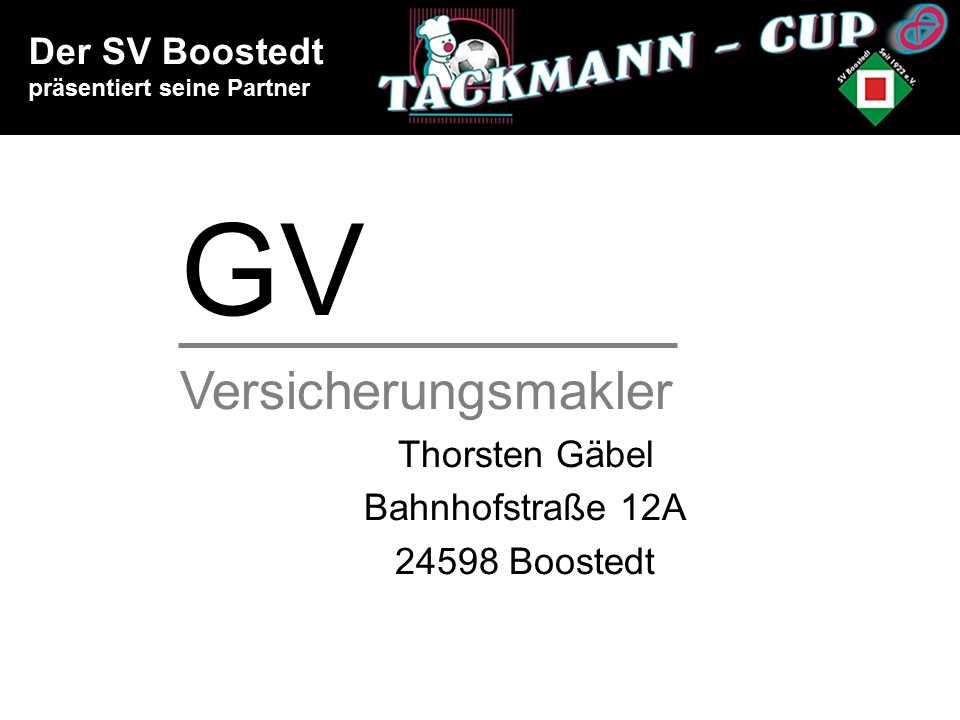 Der SV Boostedt
präsentiert seine Partner
TACKMANN - CUP
SV Boostedt Seit 1922 e.V.
GV
Versicherungsmakler
Thorsten Gäbel
Bahnhofstraße 12A
24598 Boostedt